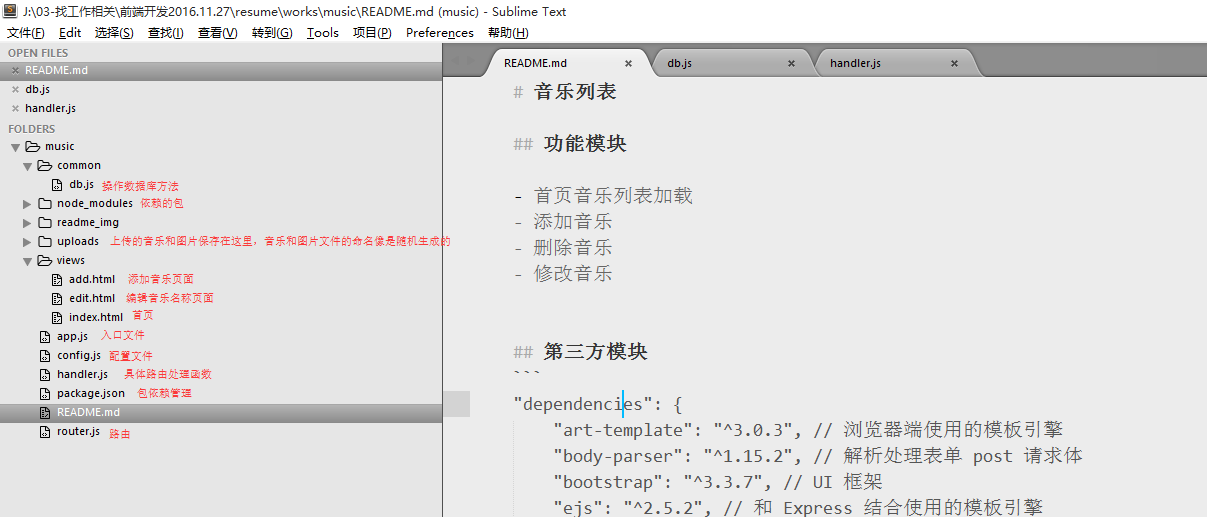 J:\03-找工作相关\前端开发2016.11.27\resume\works\music\README.md (music) - Sublime Text
文件(F) Edit 选择(S) 查找(I) 查看(V) 转到(G) Tools 项目(P) Preferences 帮助(H)
OPEN FILES
README.md
db.js
handler.js
FOLDERS
music
common
db.js 操作数据库方法
node_modules 依赖的包
readme_img
uploads 上传的音乐和图片保存在这里，音乐和图片文件的命名像是随机生成的
views
add.html 添加音乐页面
edit.html 编辑音乐名称页面
index.html 首页
app.js 入口文件
config.js 配置文件
handler.js 具体路由处理函数
package.json 包依赖管理
README.md
router.js 路由
README.md × db.js × handler.js ×
# 音乐列表
## 功能模块
- 首页音乐列表加载
- 添加音乐
- 删除音乐
- 修改音乐
## 第三方模块
```
"dependencies": {
"art-template": "^3.0.3", // 浏览器端使用的模板引擎
"body-parser": "^1.15.2", // 解析处理表单 post 请求体
"bootstrap": "^3.3.7", // UI 框架
"ejs": "^2.5.2", // 和 Express 结合使用的模板引擎